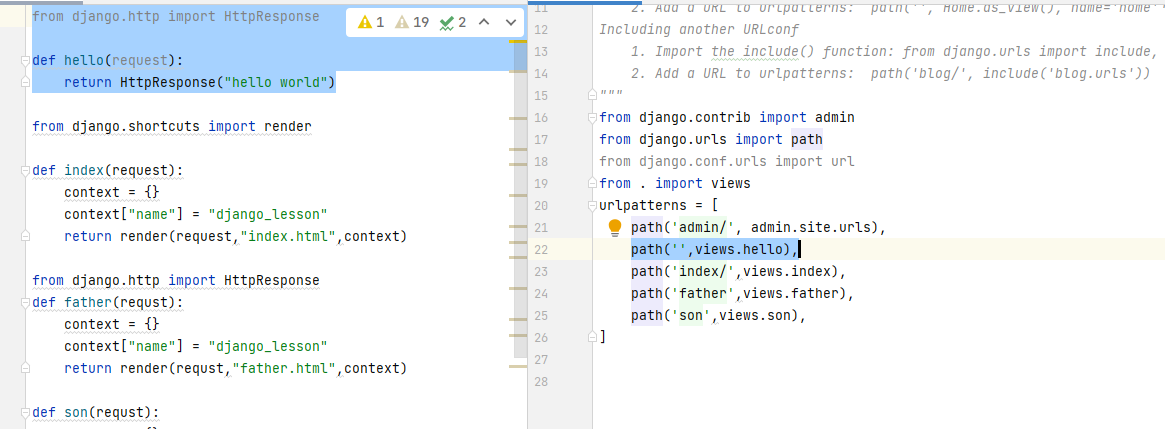 from django.http import HttpResponse
1 19 2
def hello(request):
return HttpResponse("hello world")
from django.shortcuts import render
def index(request):
context = {}
context["name"] = "django_lesson"
return render(request,"index.html",context)
from django.http import HttpResponse
def father(requst):
context = {}
context["name"] = "django_lesson"
return render(requst,"father.html",context)
def son(requst):
11 2. Add a URL to urlpatterns: path('', Home.as_view(), name='home'
12 Including another URLconf
13 1. Import the include() function: from django.urls import include,
14 2. Add a URL to urlpatterns: path('blog/', include('blog.urls'))
15 """
16 from django.contrib import admin
17 from django.urls import path
18 from django.conf.urls import url
19 from . import views
20 urlpatterns = [
21 path('admin/', admin.site.urls),
22 path('',views.hello),
23 path('index/',views.index),
24 path('father',views.father),
25 path('son',views.son),
26 ]
27
28